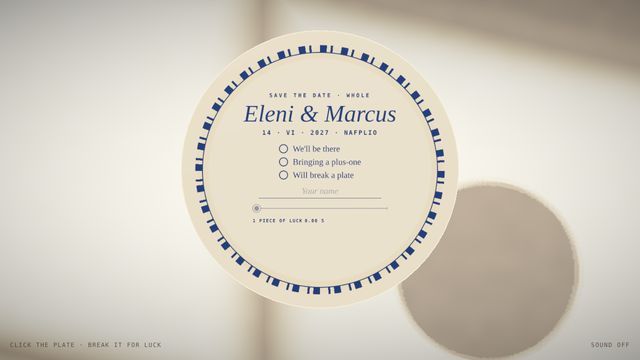 SAVE THE DATE · WHOLE
Eleni & Marcus
14 · VI · 2027 · NAFPLIO
We'll be there
Bringing a plus-one
Will break a plate
Your name
1 PIECE OF LUCK 0.00 S
CLICK THE PLATE · BREAK IT FOR LUCK
SOUND OFF